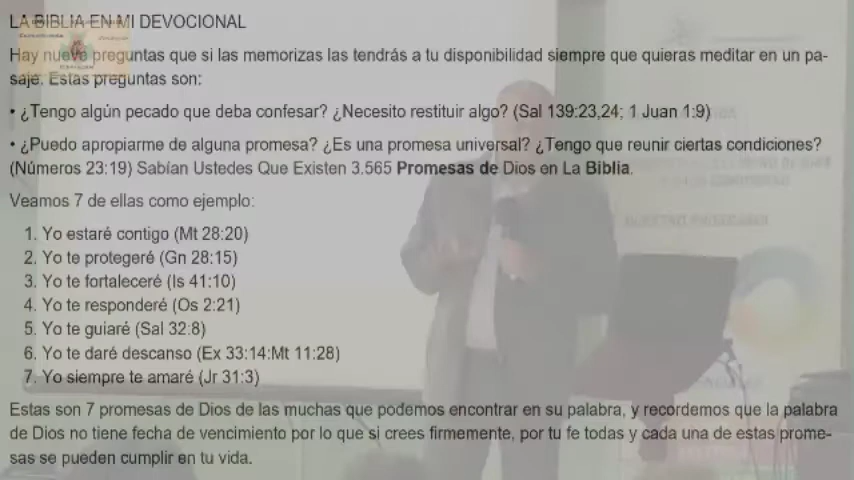 LA BIBLIA EN MI DEVOCIONAL
Hay nueve preguntas que si las memorizas las tendrás a tu disponibilidad siempre que quieras meditar en un pa-
saje. Estas preguntas son:
• ¿Tengo algún pecado que deba confesar? ¿Necesito restituir algo? (Sal 139:23,24; 1 Juan 1:9)
• ¿Puedo apropiarme de alguna promesa? ¿Es una promesa universal? ¿Tengo que reunir ciertas condiciones?
(Números 23:19) Sabían Ustedes Que Existen 3.565 Promesas de Dios en La Biblia.
Veamos 7 de ellas como ejemplo:
1. Yo estaré contigo (Mt 28:20)
2. Yo te protegeré (Gn 28:15)
3. Yo te fortaleceré (Is 41:10)
4. Yo te responderé (Os 2:21)
5. Yo te guiaré (Sal 32:8)
6. Yo te daré descanso (Ex 33:14:Mt 11:28)
7. Yo siempre te amaré (Jr 31:3)
Estas son 7 promesas de Dios de las muchas que podemos encontrar en su palabra, y recordemos que la palabra
de Dios no tiene fecha de vencimiento por lo que si crees firmemente, por tu fe todas y cada una de estas prome-
sas se pueden cumplir en tu vida.